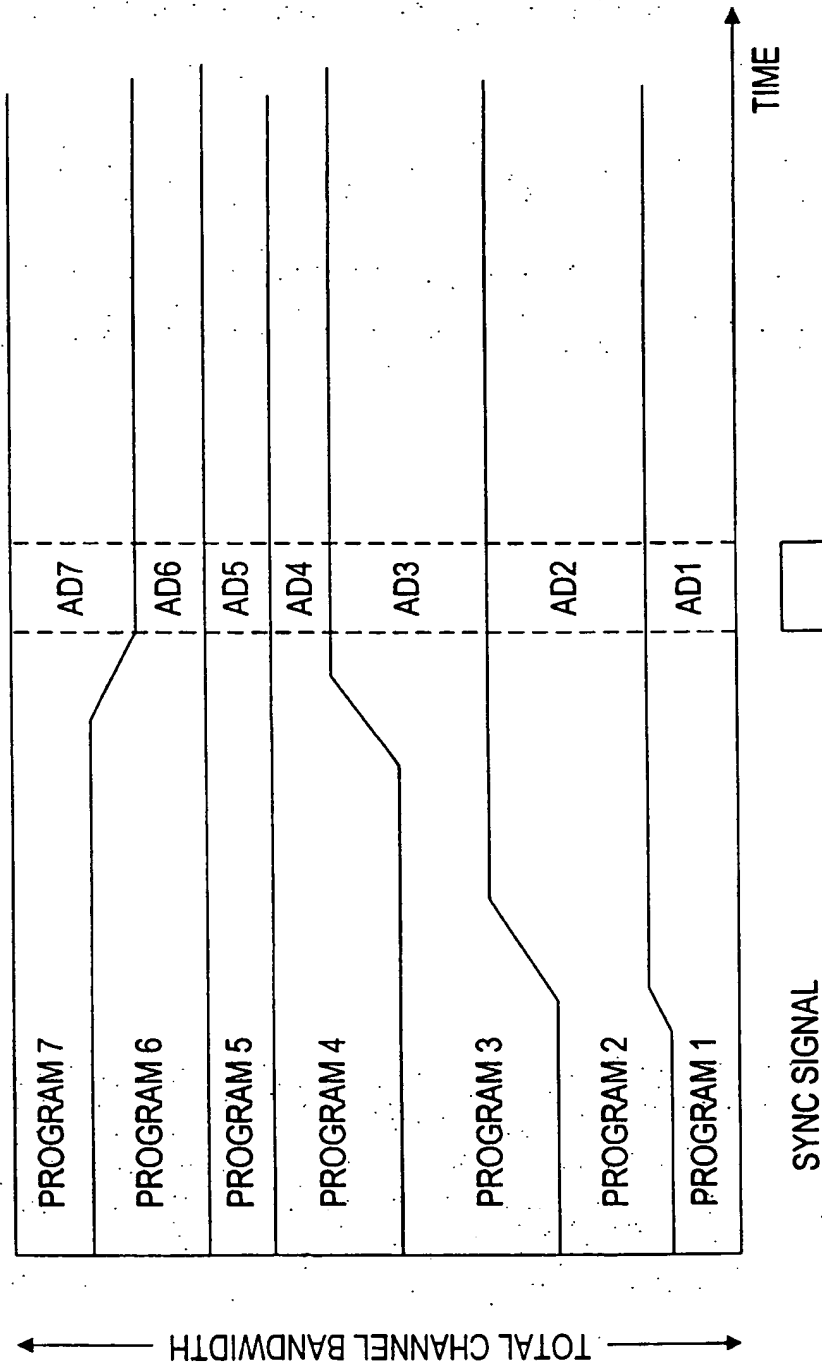 TOTAL CHANNEL BANDWIDTH
PROGRAM 7
AD7
PROGRAM 6
AD6
PROGRAM 5
AD5
PROGRAM 4
AD4
PROGRAM 3
AD3
PROGRAM 2
AD2
PROGRAM 1
AD1
TIME
SYNC SIGNAL